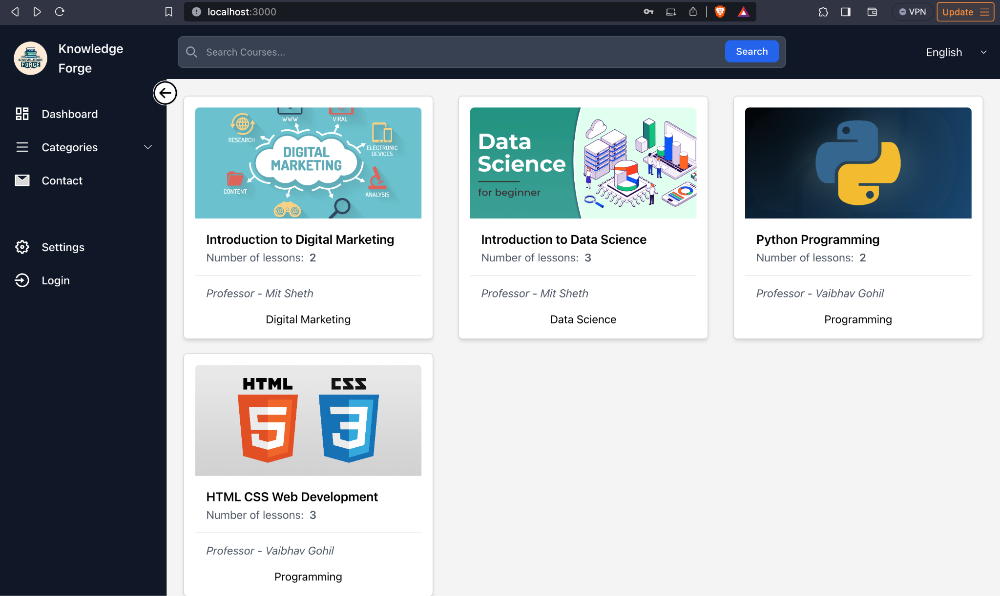 localhost:3000
VPN
Update
KNOWLEDGE
FORGE
Knowledge
Forge
Search Courses...
Search
English
Dashboard
Categories
Contact
Settings
Login
WWW
VIRAL
RESEARCH
DIGITAL
MARKETING
ELECTRONIC
DEVICES
CONTENT
ANALYSIS
@ @
Introduction to Digital Marketing
Number of lessons: 2
Professor - Mit Sheth
Digital Marketing
Data
Science
for beginner
Introduction to Data Science
Number of lessons: 3
Professor - Mit Sheth
Data Science
Python Programming
Number of lessons: 2
Professor - Vaibhav Gohil
Programming
HTML CSS
5 3
HTML CSS Web Development
Number of lessons: 3
Professor - Vaibhav Gohil
Programming